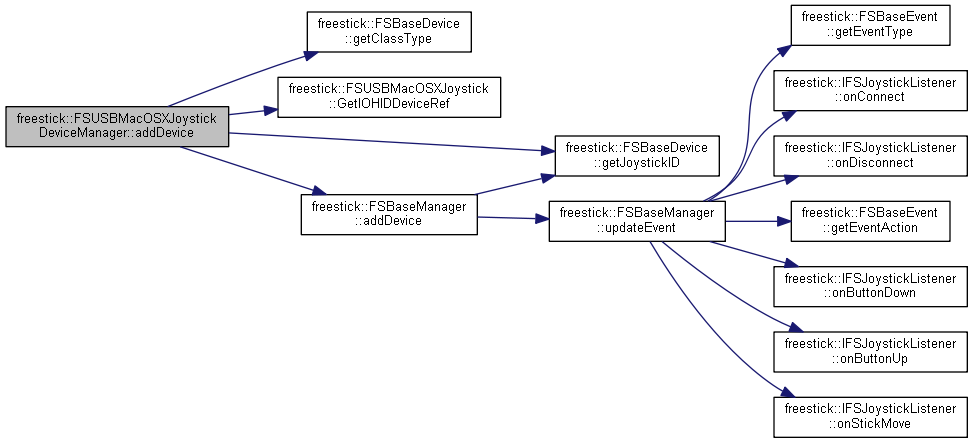 freestick::FSUSBMacOSXJoystick
DeviceManager::addDevice
freestick::FSBaseDevice
::getClassType
freestick::FSUSBMacOSXJoystick
::GetIOHIDDeviceRef
freestick::FSBaseDevice
::getJoystickID
freestick::FSBaseManager
::addDevice
freestick::FSBaseManager
::updateEvent
freestick::FSBaseEvent
::getEventType
freestick::IFSJoystickListener
::onConnect
freestick::IFSJoystickListener
::onDisconnect
freestick::FSBaseEvent
::getEventAction
freestick::IFSJoystickListener
::onButtonDown
freestick::IFSJoystickListener
::onButtonUp
freestick::IFSJoystickListener
::onStickMove